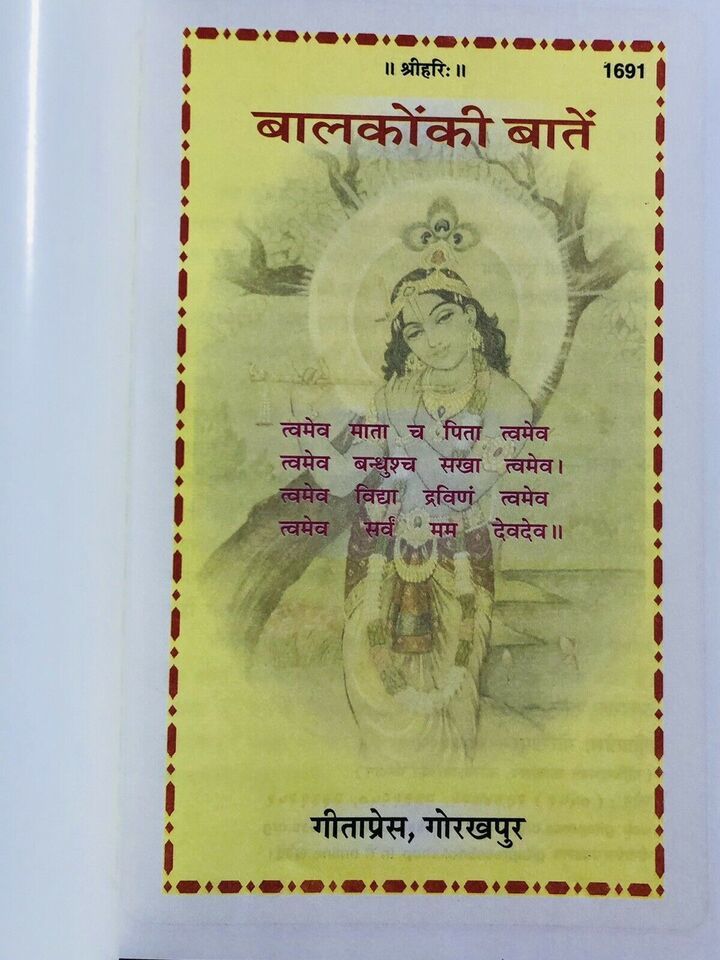 ॥ श्रीहरिः ॥
1691
बालकोंकी बातें
त्वमेव माता च पिता त्वमेव
त्वमेव बन्धुश्च सखा त्वमेव।
त्वमेव विद्या द्रविणं त्वमेव
त्वमेव सर्वं मम देवदेव॥
गीताप्रेस, गोरखपुर